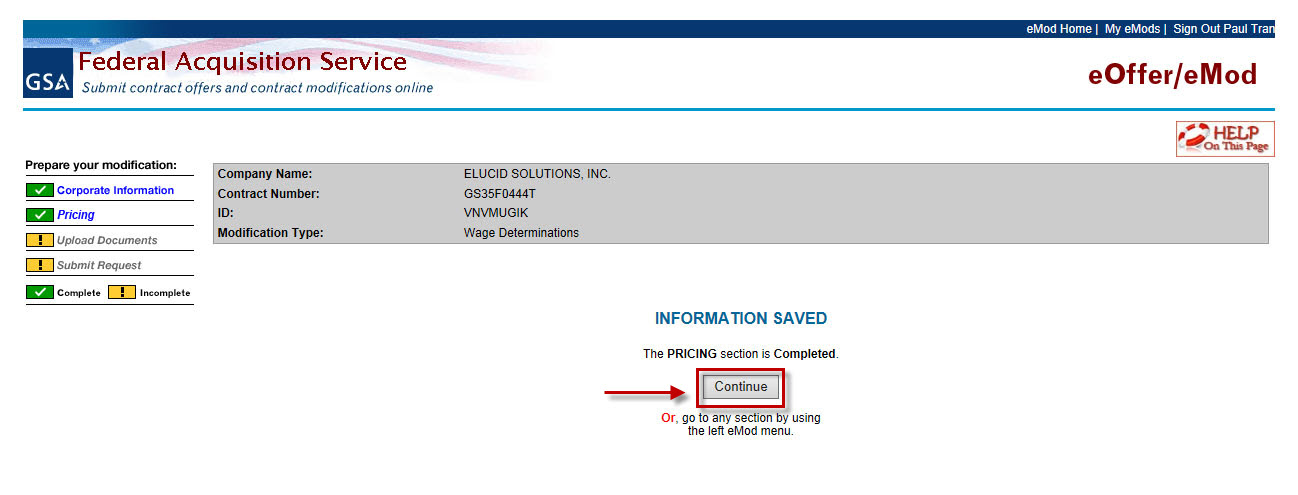 eMod Home | My eMods | Sign Out Paul Tran
GSA
Federal Acquisition Service
Submit contract offers and contract modifications online
eOffer/eMod
HELP
On This Page
Prepare your modification:
Corporate Information
Pricing
! Upload Documents
! Submit Request
Complete ! Incomplete
Company Name: ELUCID SOLUTIONS, INC.
Contract Number: GS35F0444T
ID: VNVMUGIK
Modification Type: Wage Determinations
INFORMATION SAVED
The PRICING section is Completed.
Continue
Or, go to any section by using
the left eMod menu.